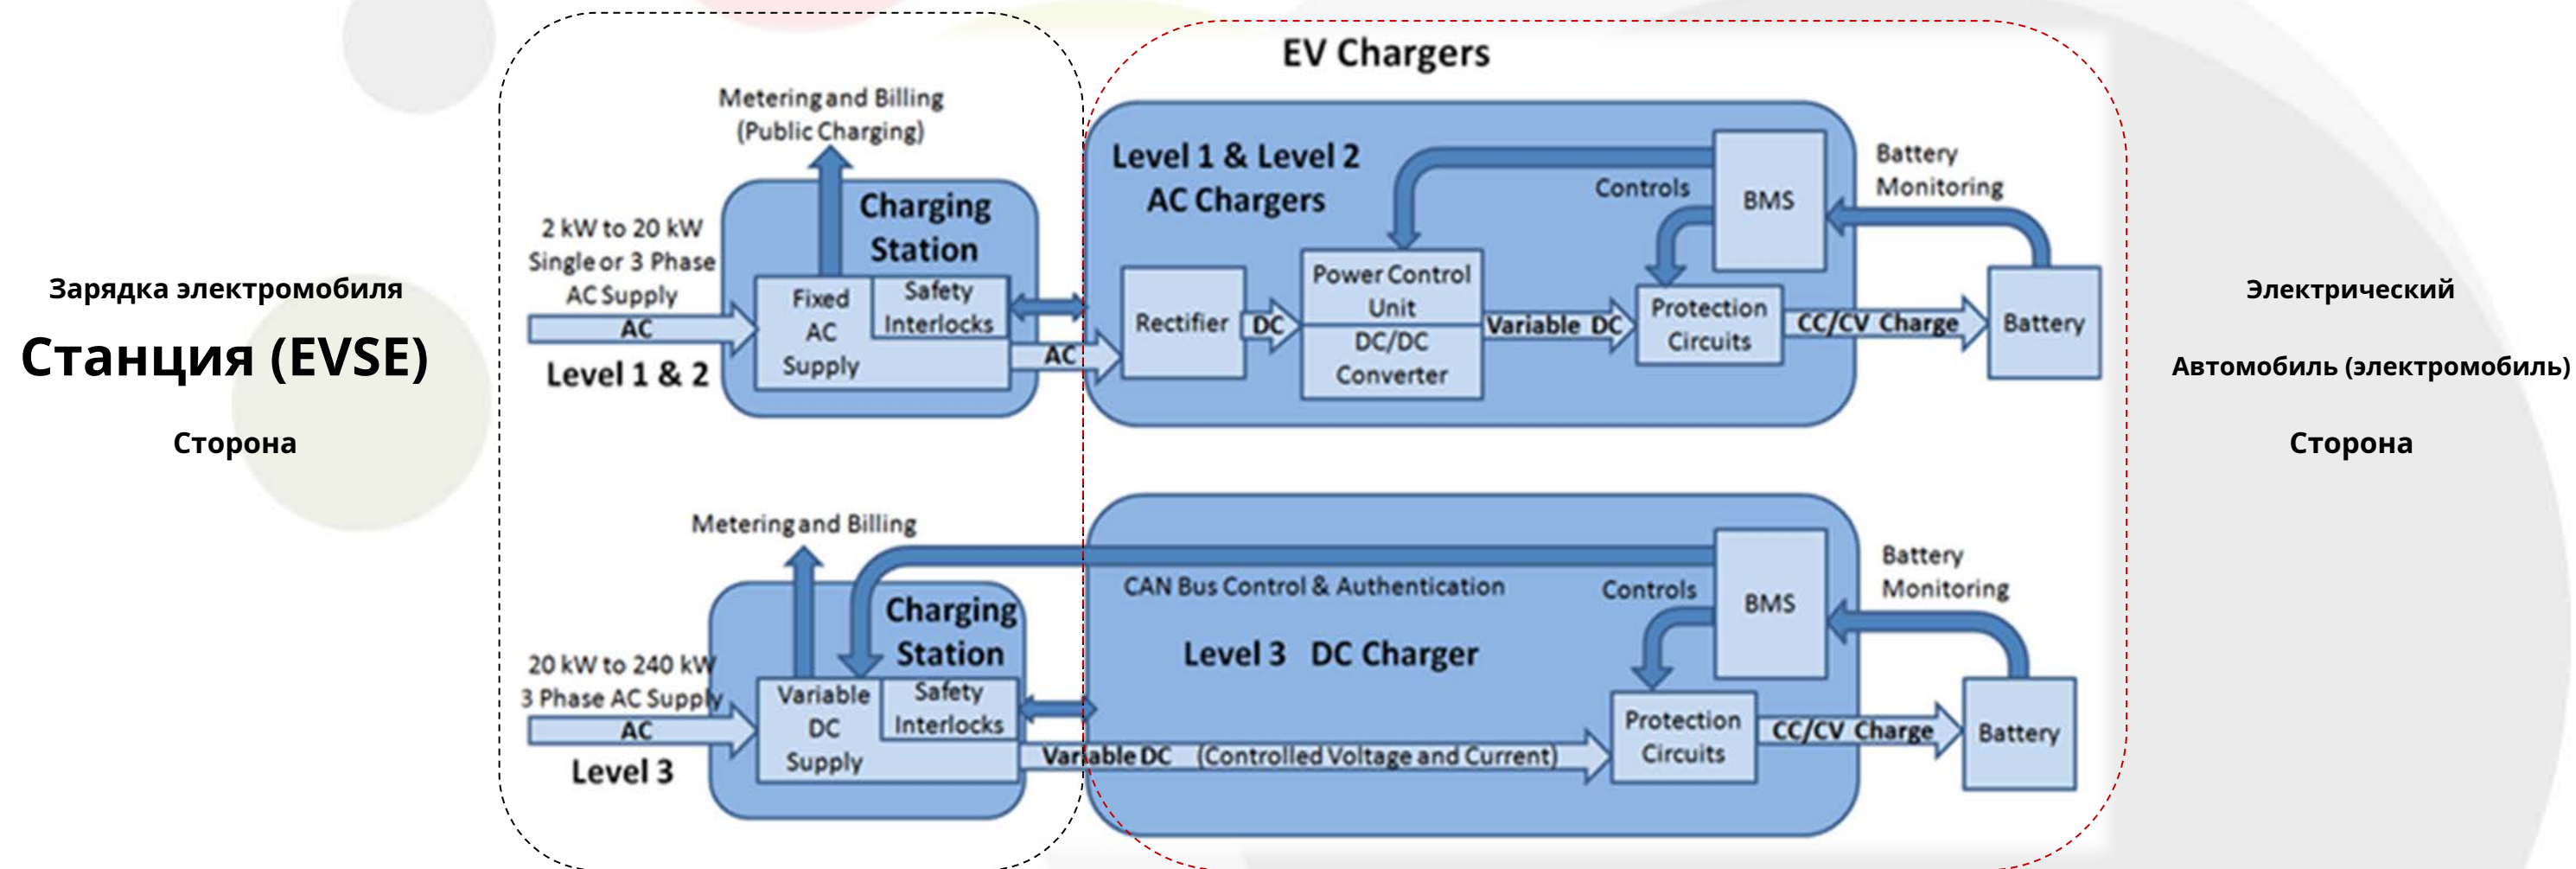 Зарядка электромобиля
Станция (EVSE)
Сторона
EV Chargers
Metering and Billing
(Public Charging)
Charging
Station
2 kW to 20 kW
Single or 3 Phase
AC Supply
AC
Level 1 & 2
Fixed
AC
Supply
Safety
Interlocks
AC
Level 1 & Level 2
AC Chargers
Rectifier
DC
Power Control
Unit
DC/DC
Converter
Variable DC
Controls
BMS
Protection
Circuits
CC/CV Charge
Battery
Monitoring
Battery
Metering and Billing
Charging
Station
20 kW to 240 kW
3 Phase AC Supply
AC
Level 3
Variable
DC
Supply
Safety
Interlocks
CAN Bus Control & Authentication
Level 3 DC Charger
Variable DC (Controlled Voltage and Current)
Controls
BMS
Protection
Circuits
CC/CV Charge
Battery
Monitoring
Battery
Электрический
Автомобиль (электромобиль)
Сторона